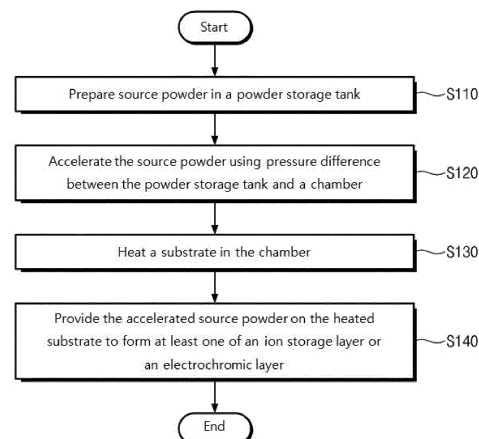 Start
Prepare source powder in a powder storage tank
S110
Accelerate the source powder using pressure difference
between the powder storage tank and a chamber
S120
Heat a substrate in the chamber
S130
Provide the accelerated source powder on the heated
substrate to form at least one of an ion storage layer or
an electrochromic layer
S140
End